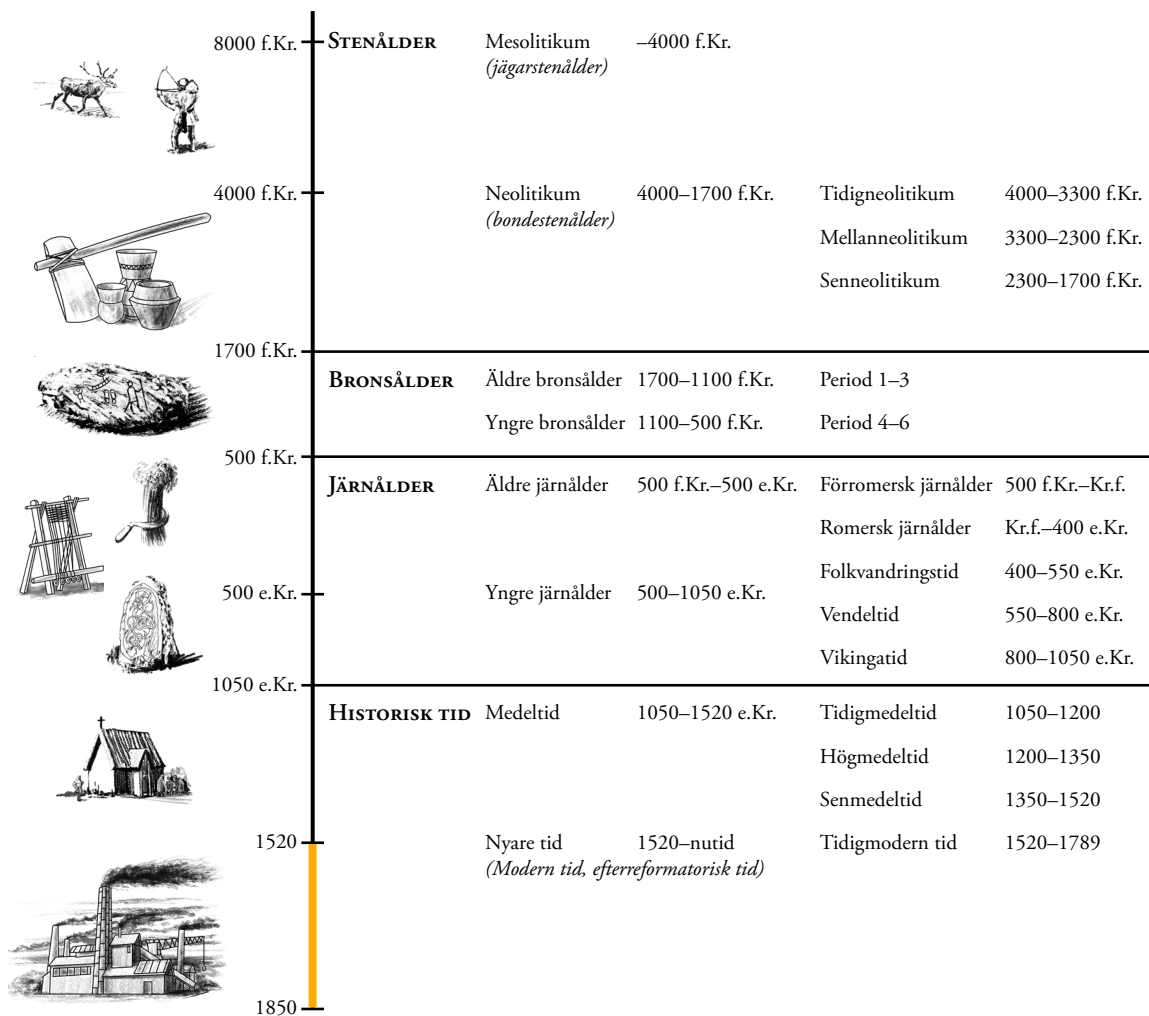 8000 f.Kr. STENÅLDER Mesolitikum –4000 f.Kr.
(jägarstenålder)
4000 f.Kr. Neolitikum 4000–1700 f.Kr. Tidigneolitikum 4000–3300 f.Kr.
(bondestenålder)
Mellanneolitikum 3300–2300 f.Kr.
Senneolitikum 2300–1700 f.Kr.
1700 f.Kr.
BRONSÅLDER Äldre bronsålder 1700–1100 f.Kr. Period 1–3
Yngre bronsålder 1100–500 f.Kr. Period 4–6
500 f.Kr.
JÄRNÅLDER Äldre järnålder 500 f.Kr.–500 e.Kr. Förromersk järnålder 500 f.Kr.–Kr.f.
Romersk järnålder Kr.f.–400 e.Kr.
Folkvandringstid 400–550 e.Kr.
500 e.Kr. Yngre järnålder 500–1050 e.Kr.
Vendeltid 550–800 e.Kr.
Vikingatid 800–1050 e.Kr.
1050 e.Kr.
HISTORISK TID Medeltid 1050–1520 e.Kr. Tidigmedeltid 1050–1200
Högmedeltid 1200–1350
Senmedeltid 1350–1520
1520 Nyare tid 1520–nutid Tidigmodern tid 1520–1789
(Modern tid, efterreformatorisk tid)
1850